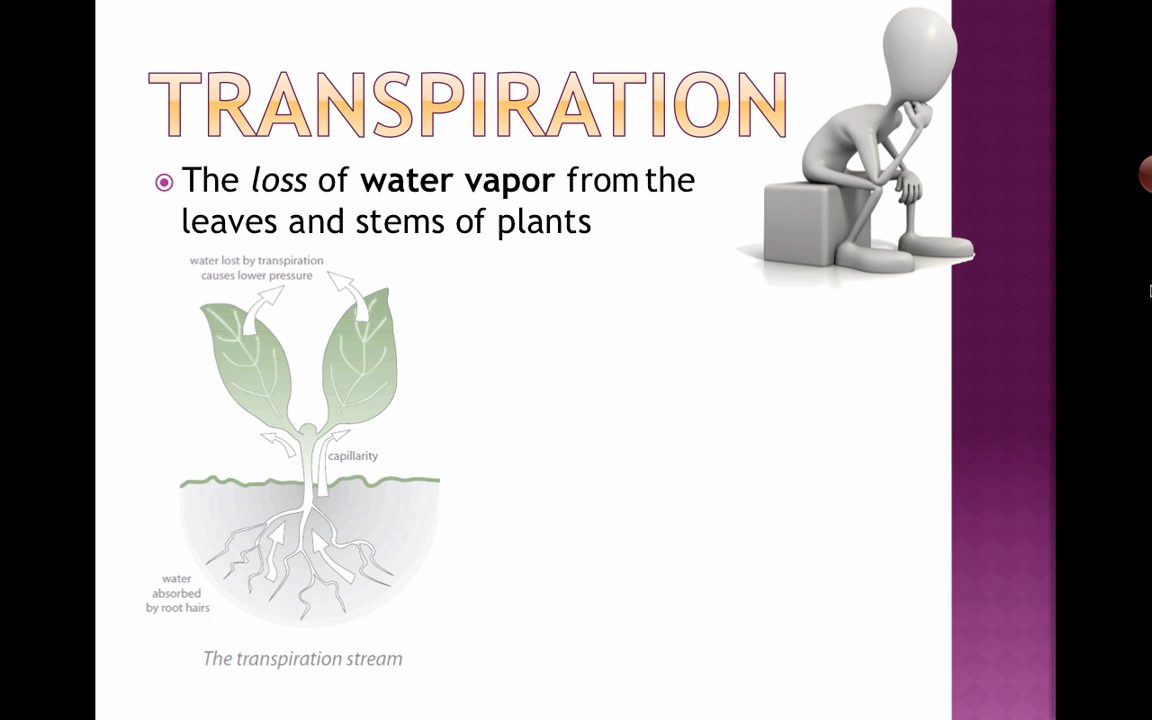 TRANSPIRATION
The loss of water vapor from the
leaves and stems of plants
water lost by transpiration
causes lower pressure
capillarity
water
absorbed
by root hairs
The transpiration stream